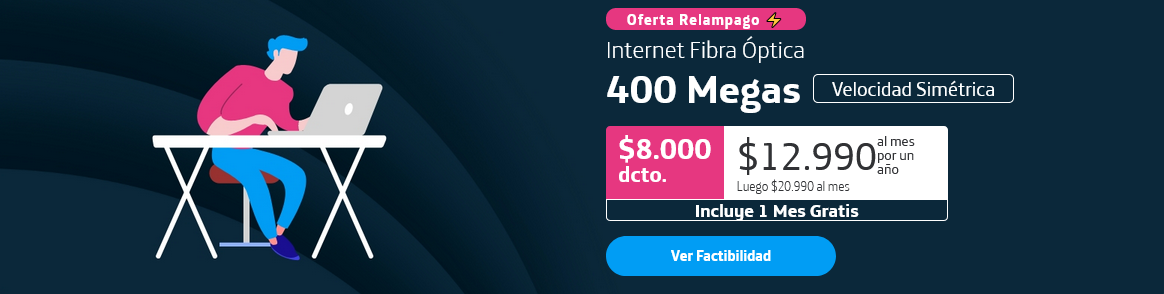 Oferta Relampago ⚡
Internet Fibra Óptica
400 Megas
Velocidad Simétrica
$8.000
dcto.
$12.990
al mes
por un
año
Luego $20.990 al mes
Incluye 1 Mes Gratis
Ver Factibilidad